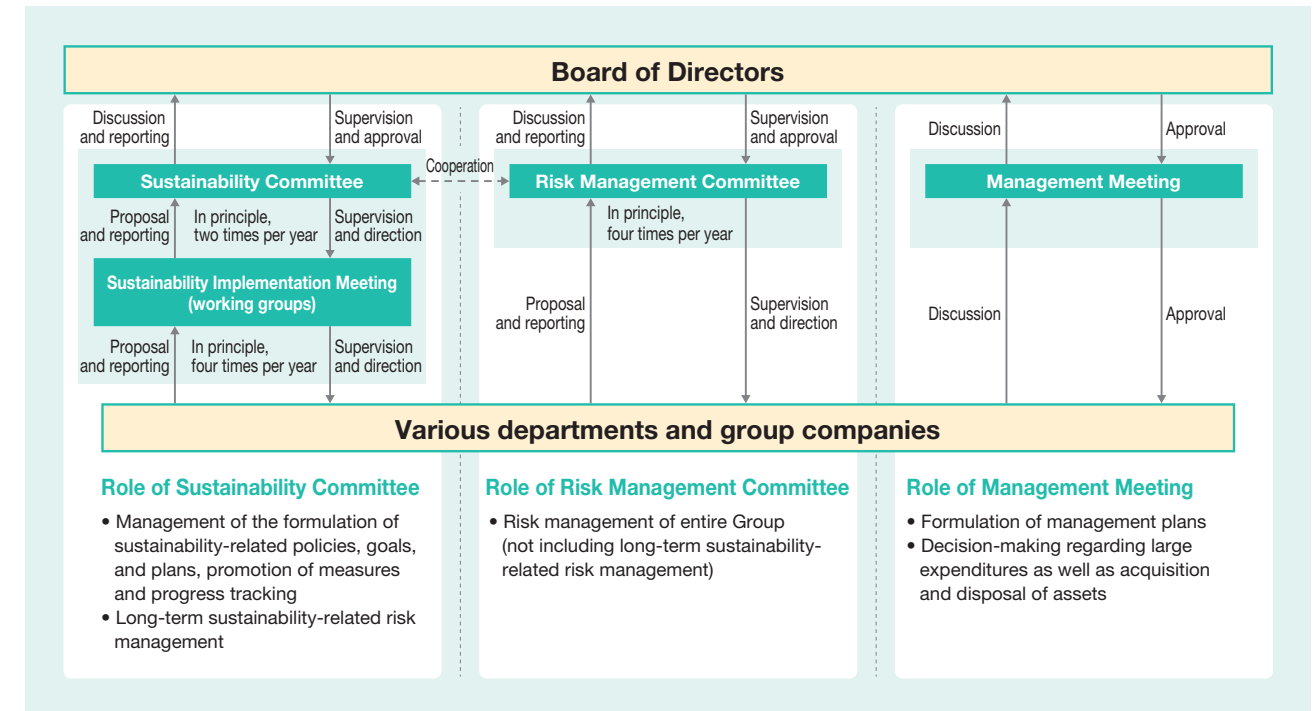 Board of Directors
Discussion
and reporting
Supervision
and approval
Discussion
and reporting
Supervision
and approval
Discussion
Approval
Cooperation
Sustainability Committee
Risk Management Committee
Management Meeting
Proposal
and reporting
In principle,
two times per year
Supervision
and direction
In principle,
four times per year
Sustainability Implementation Meeting
(working groups)
Proposal
and reporting
Supervision
and direction
Discussion
Approval
Proposal
and reporting
In principle,
four times per year
Supervision
and direction
Various departments and group companies
Role of Sustainability Committee
• Management of the formulation of
sustainability-related policies, goals,
and plans, promotion of measures
and progress tracking
• Long-term sustainability-related risk
management
Role of Risk Management Committee
• Risk management of entire Group
(not including long-term sustainability-
related risk management)
Role of Management Meeting
• Formulation of management plans
• Decision-making regarding large
expenditures as well as acquisition
and disposal of assets